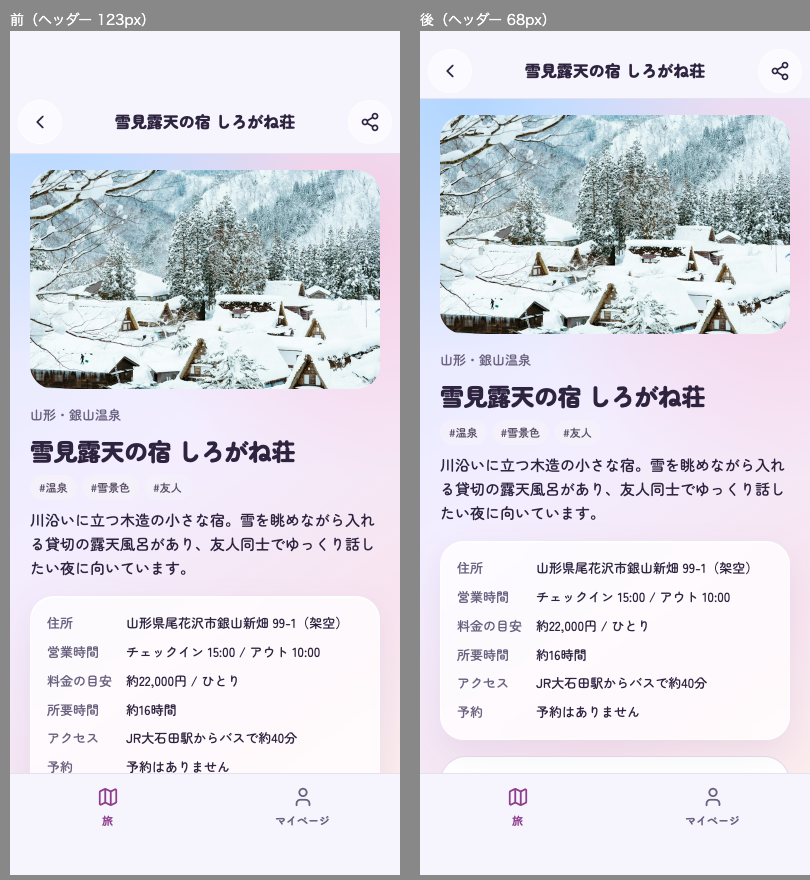 前（ヘッダー 123px）
雪見露天の宿 しろがね荘
山形・銀山温泉
雪見露天の宿 しろがね荘
#温泉 #雪景色 #友人
川沿いに立つ木造の小さな宿。雪を眺めながら入れ
る貸切の露天風呂があり、友人同士でゆっくり話し
たい夜に向いています。
住所 山形県尾花沢市銀山新畑 99-1（架空）
営業時間 チェックイン 15:00 / アウト 10:00
料金の目安 約22,000円 / ひとり
所要時間 約16時間
アクセス JR大石田駅からバスで約40分
予約 予約はありません
旅 マイページ
後（ヘッダー 68px）
雪見露天の宿 しろがね荘
山形・銀山温泉
雪見露天の宿 しろがね荘
#温泉 #雪景色 #友人
川沿いに立つ木造の小さな宿。雪を眺めながら入れ
る貸切の露天風呂があり、友人同士でゆっくり話し
たい夜に向いています。
住所 山形県尾花沢市銀山新畑 99-1（架空）
営業時間 チェックイン 15:00 / アウト 10:00
料金の目安 約22,000円 / ひとり
所要時間 約16時間
アクセス JR大石田駅からバスで約40分
予約 予約はありません
旅 マイページ